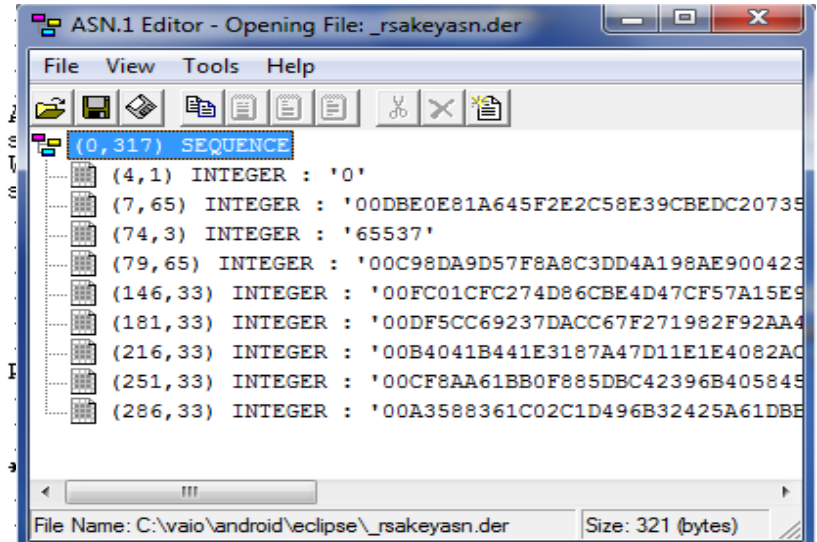 ASN.1 Editor - Opening File: _rsakeyasn.der
File View Tools Help
(0,317) SEQUENCE
(4,1) INTEGER : '0'
(7,65) INTEGER : '00DBE0E81A645F2E2C58E39CBEDC20735
(74,3) INTEGER : '65537'
(79,65) INTEGER : '00C98DA9D57F8A8C3DD4A198AE900423
(146,33) INTEGER : '00FC01CFC274D86CBE4D47CF57A15E9
(181,33) INTEGER : '00DF5CC69237DACC67F271982F92AA4
(216,33) INTEGER : '00B4041B441E3187A47D11E1E4082AC
(251,33) INTEGER : '00CF8AA61BB0F885DBC42396B405845
(286,33) INTEGER : '00A3588361C02C1D496B32425A61DBE
File Name: C:\vaio\android\eclipse\_rsakeyasn.der Size: 321 (bytes)